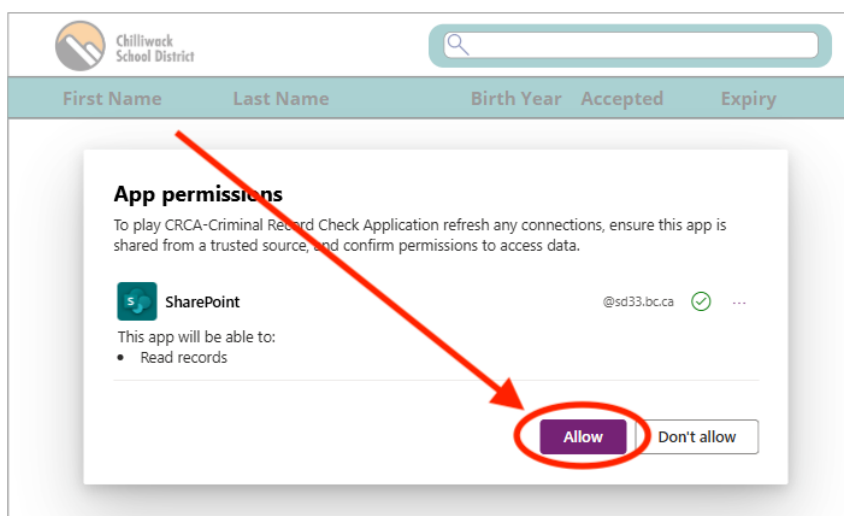 Chilliwack
School District
First Name Last Name Birth Year Accepted Expiry
App permissions
To play CRCA-Criminal Record Check Application refresh any connections, ensure this app is
shared from a trusted source, and confirm permissions to access data.
S SharePoint @sd33.bc.ca ...
This app will be able to:
• Read records
Allow Don't allow